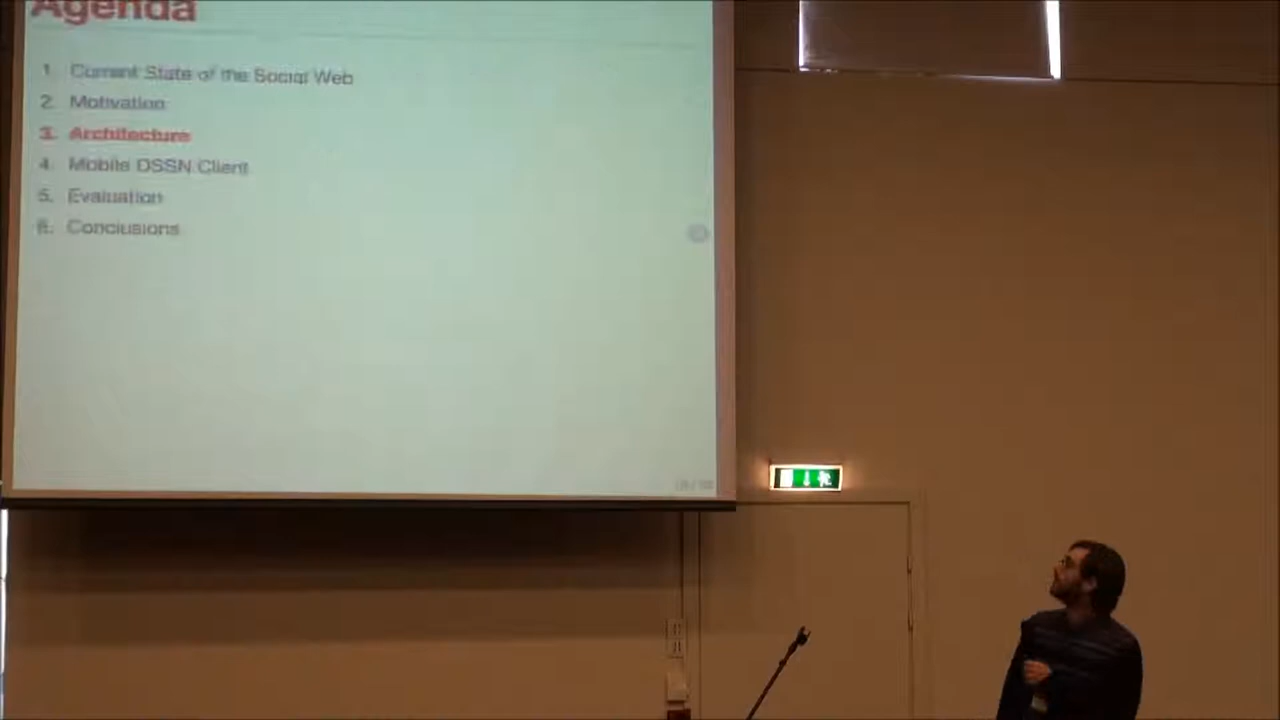 Agenda
1. Current State of the Social Web
2. Motivation
3. Architecture
4. Mobile DSSN Client
5. Evaluation
6. Conclusions